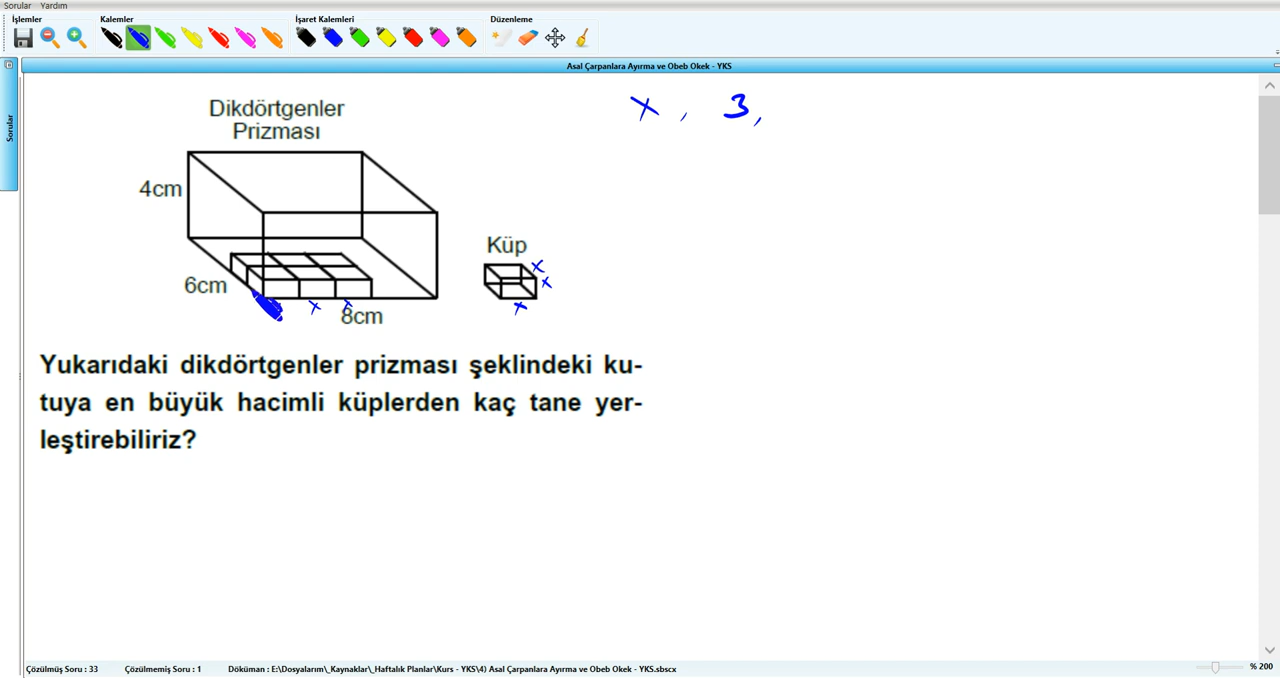 Sorular Yardım
İşlemler Kalemler İşaret Kalemleri Düzenleme
Asal Çarpanlara Ayırma ve Obeb Okek - YKS
Sorular
x , 3 ,
Dikdörtgenler
Prizması
4cm
Küp
x
x
6cm
x x x
8cm
Yukarıdaki dikdörtgenler prizması şeklindeki ku-
tuya en büyük hacimli küplerden kaç tane yer-
leştirebiliriz?
Çözülmüş Soru : 33 Çözülmemiş Soru : 1 Döküman : E:\Dosyalarım\_Kaynaklar\_Haftalık Planlar\Kurs - YKS\4) Asal Çarpanlara Ayırma ve Obeb Okek - YKS.sbscx % 200